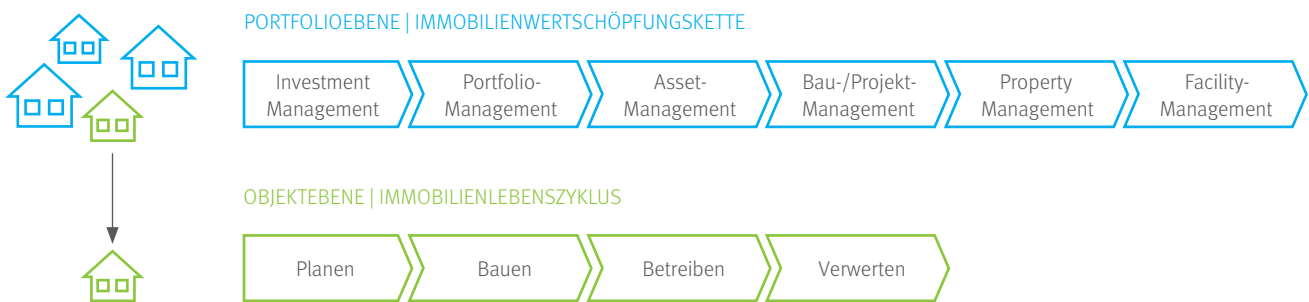 PORTFOLIOEBENE | IMMOBILIENWERTSCHÖPFUNGSKETTE
Investment
Management
Portfolio-
Management
Asset-
Management
Bau-/Projekt-
Management
Property
Management
Facility-
Management
OBJEKTEBENE | IMMOBILIENLEBENSZYKLUS
Planen
Bauen
Betreiben
Verwerten